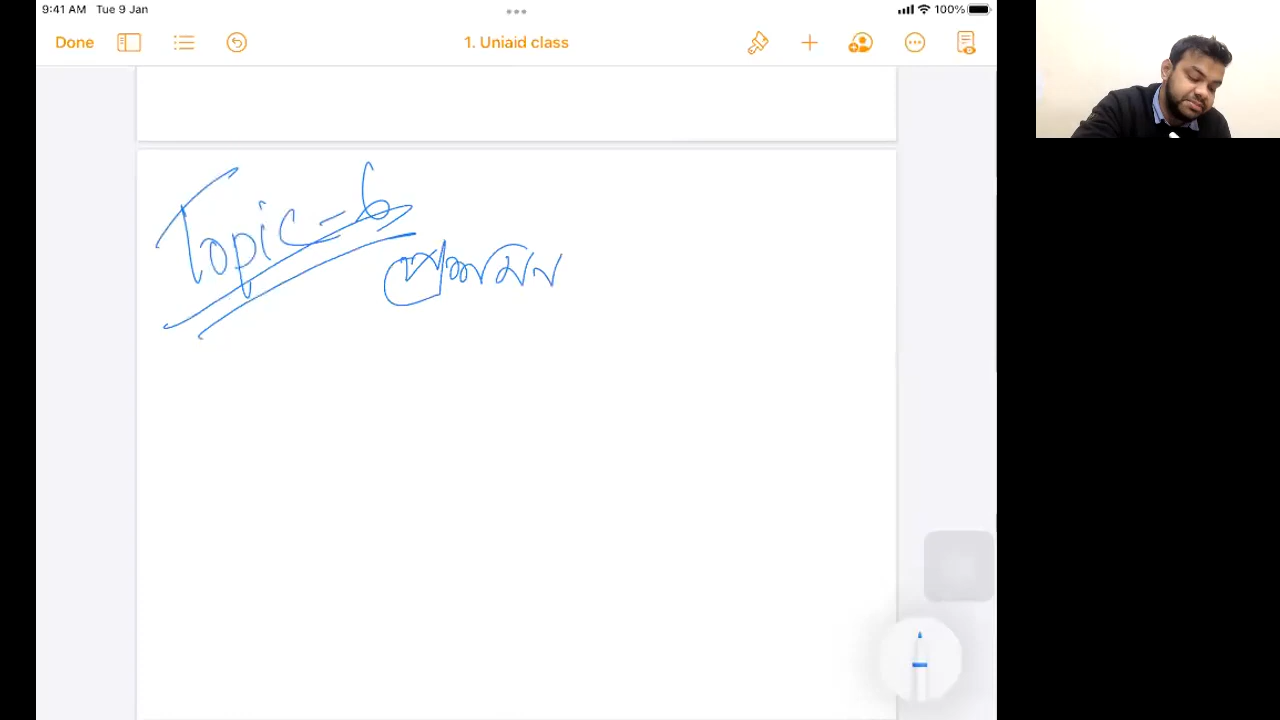 9:41 AM Tue 9 Jan
100%
Done
1. Uniaid class
Topic = 6